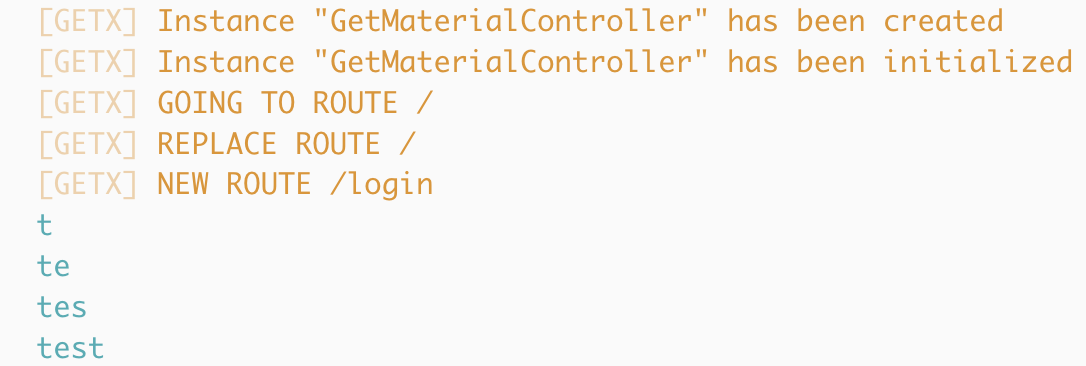 [GETX] Instance "GetMaterialController" has been created
[GETX] Instance "GetMaterialController" has been initialized
[GETX] GOING TO ROUTE /
[GETX] REPLACE ROUTE /
[GETX] NEW ROUTE /login
t
te
tes
test